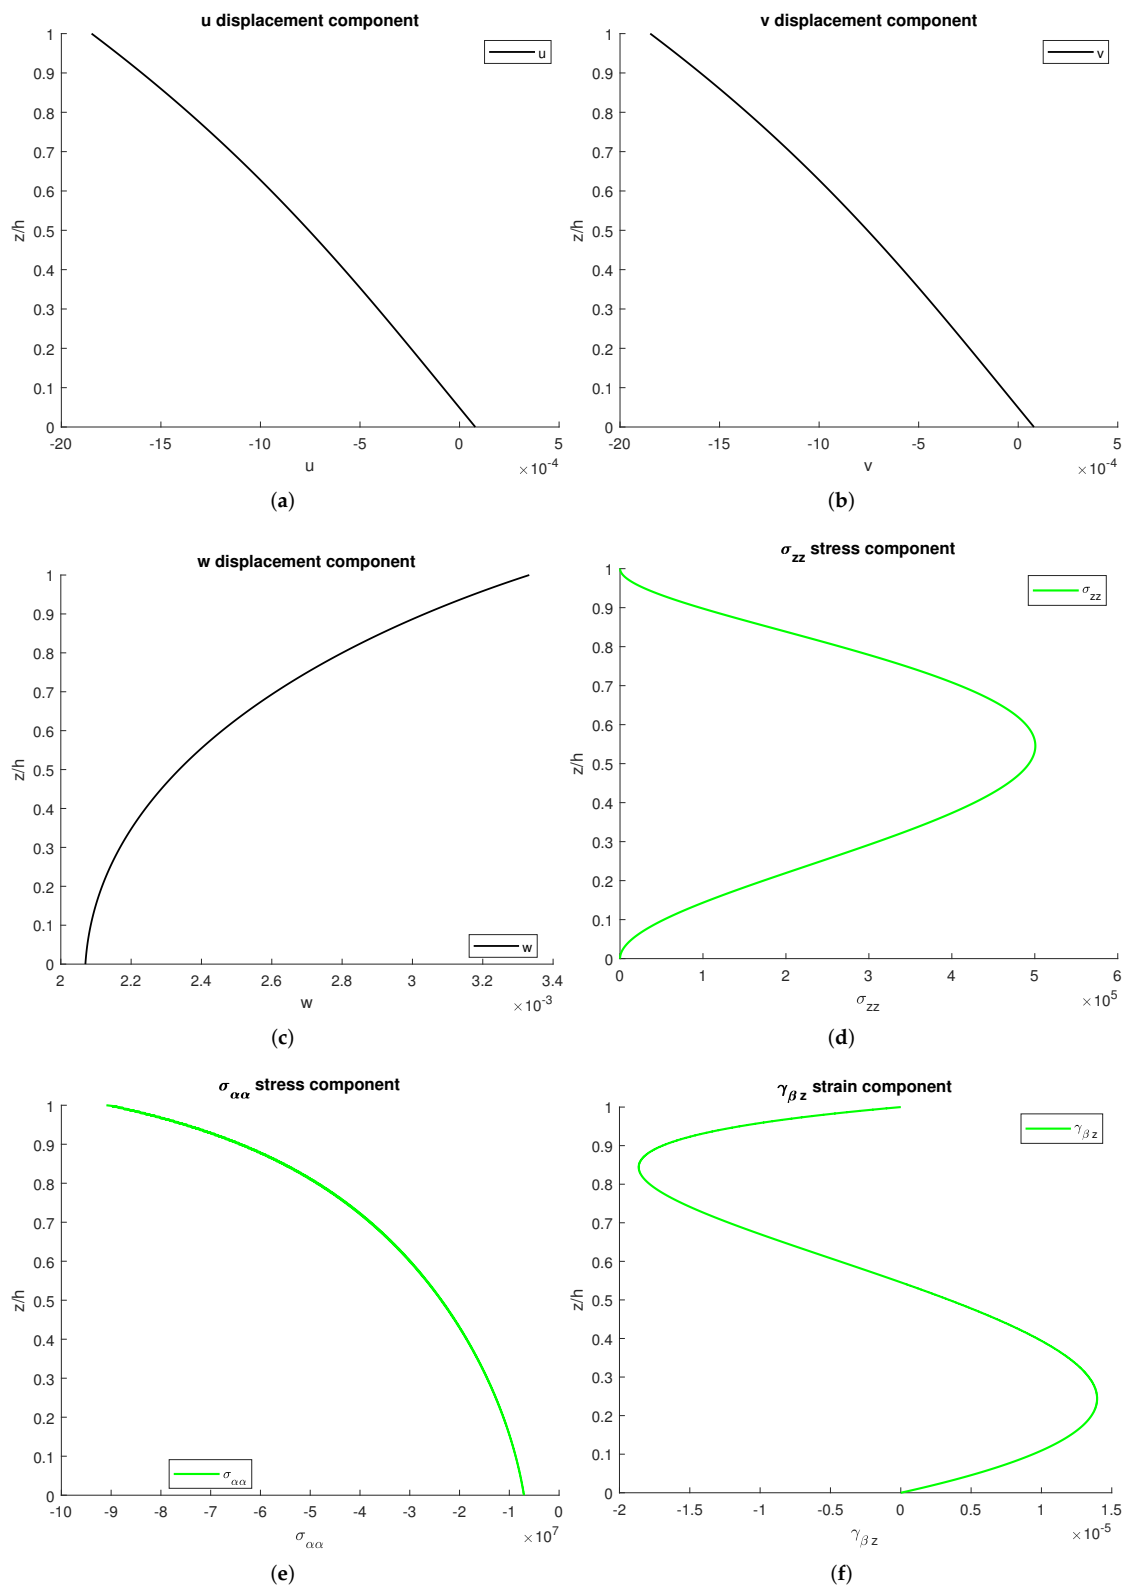 u displacement component
u
1
0.9
0.8
0.7
0.6
0.5
0.4
0.3
0.2
0.1
0
z/h
-20 -15 -10 -5 0 5
u ×10⁻⁴
(a)
v displacement component
v
1
0.9
0.8
0.7
0.6
0.5
0.4
0.3
0.2
0.1
0
z/h
-20 -15 -10 -5 0 5
v ×10⁻⁴
(b)
w displacement component
1
0.9
0.8
0.7
0.6
0.5
0.4
0.3
0.2
0.1
0
z/h
w
2 2.2 2.4 2.6 2.8 3 3.2 3.4
w ×10⁻³
(c)
σzz stress component
σzz
1
0.9
0.8
0.7
0.6
0.5
0.4
0.3
0.2
0.1
0
z/h
0 1 2 3 4 5 6
σzz ×10⁵
(d)
σαα stress component
1
0.9
0.8
0.7
0.6
0.5
0.4
0.3
0.2
0.1
0
z/h
σαα
-10 -9 -8 -7 -6 -5 -4 -3 -2 -1 0
σαα ×10⁷
(e)
γβz strain component
γβz
1
0.9
0.8
0.7
0.6
0.5
0.4
0.3
0.2
0.1
0
z/h
-2 -1.5 -1 -0.5 0 0.5 1 1.5
γβz ×10⁻⁵
(f)